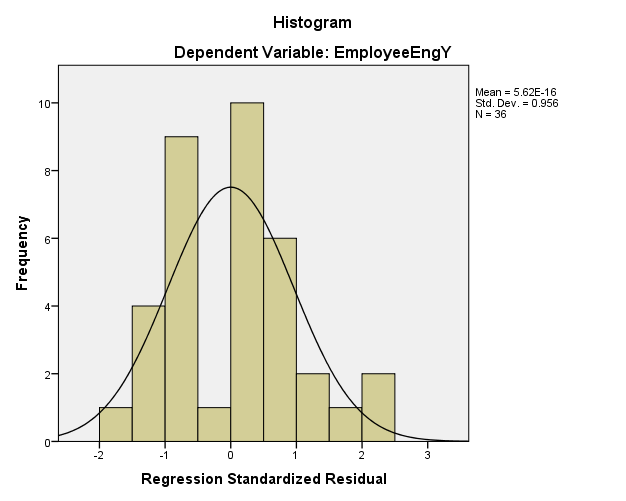 Histogram
Dependent Variable: EmployeeEngY
Mean = 5.62E-16
Std. Dev. = 0.956
N = 36
Frequency
10
8
6
4
2
0
-2 -1 0 1 2 3
Regression Standardized Residual